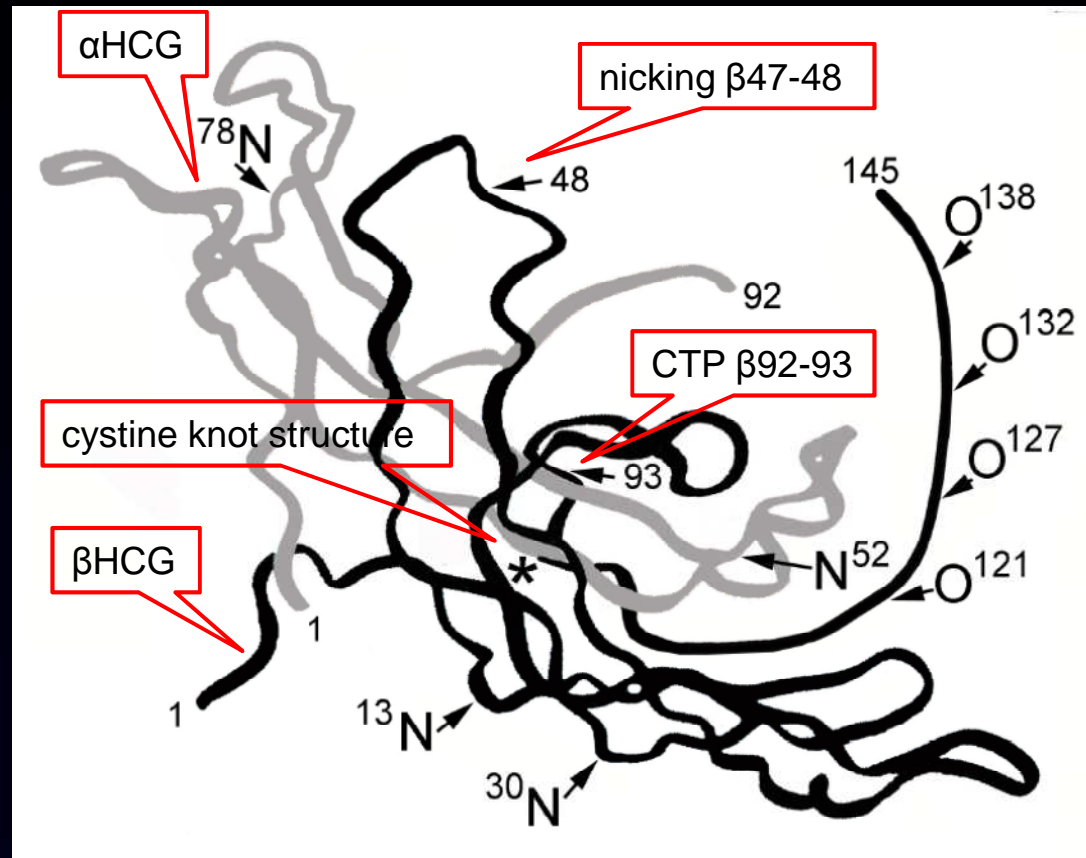 αHCG
nicking β47-48
⁷⁸N
48
145
O¹³⁸
92
O¹³²
CTP β92-93
cystine knot structure
93
O¹²⁷
*
βHCG
N⁵²
O¹²¹
1
1
¹³N
³⁰N